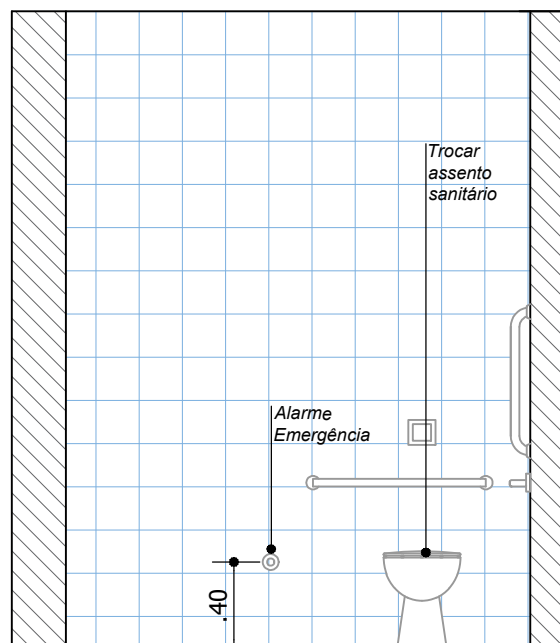 Trocar
assento
sanitário
Alarme
Emergência
.40